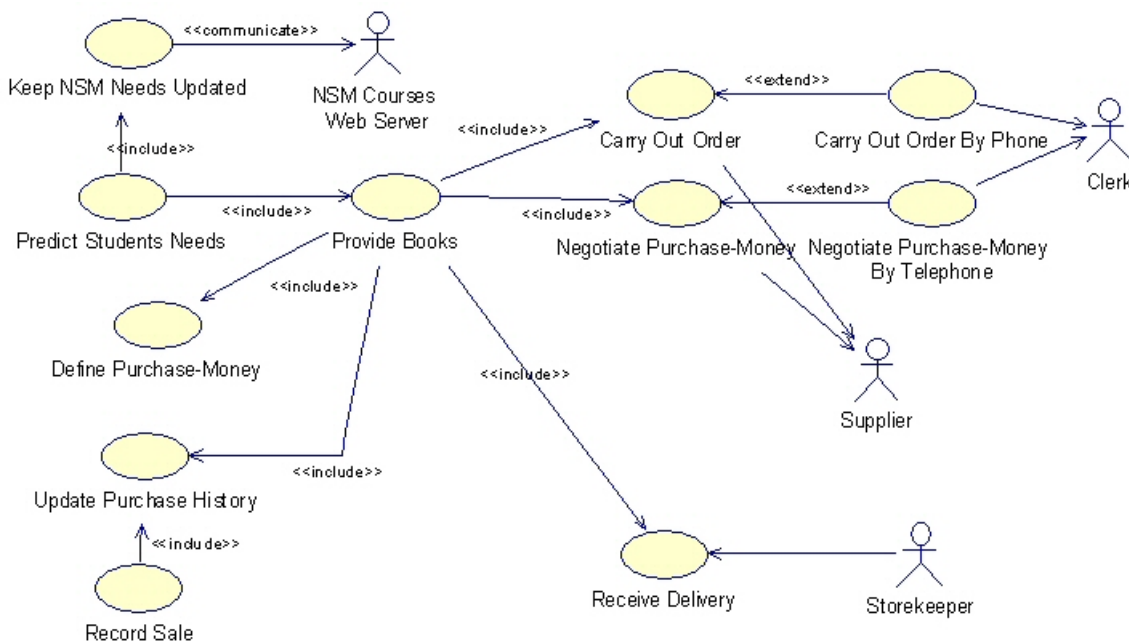 <<communicate>>
Keep NSM Needs Updated
NSM Courses
Web Server
<<include>>
<<extend>>
Carry Out Order
Carry Out Order By Phone
Clerk
<<include>>
Predict Students Needs
<<include>>
Provide Books
<<include>>
<<extend>>
Negotiate Purchase-Money
Negotiate Purchase-Money
By Telephone
<<include>>
Define Purchase-Money
<<include>>
Supplier
<<include>>
Update Purchase History
<<include>>
Record Sale
Receive Delivery
Storekeeper